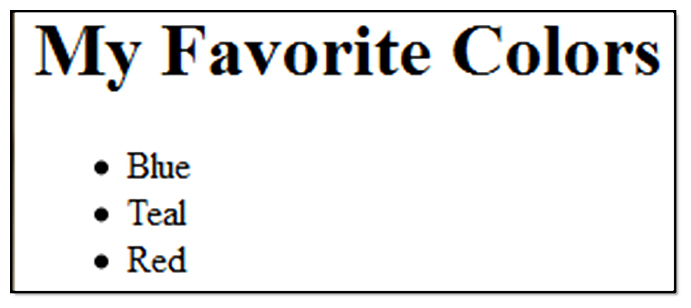 My Favorite Colors
• Blue
• Teal
• Red